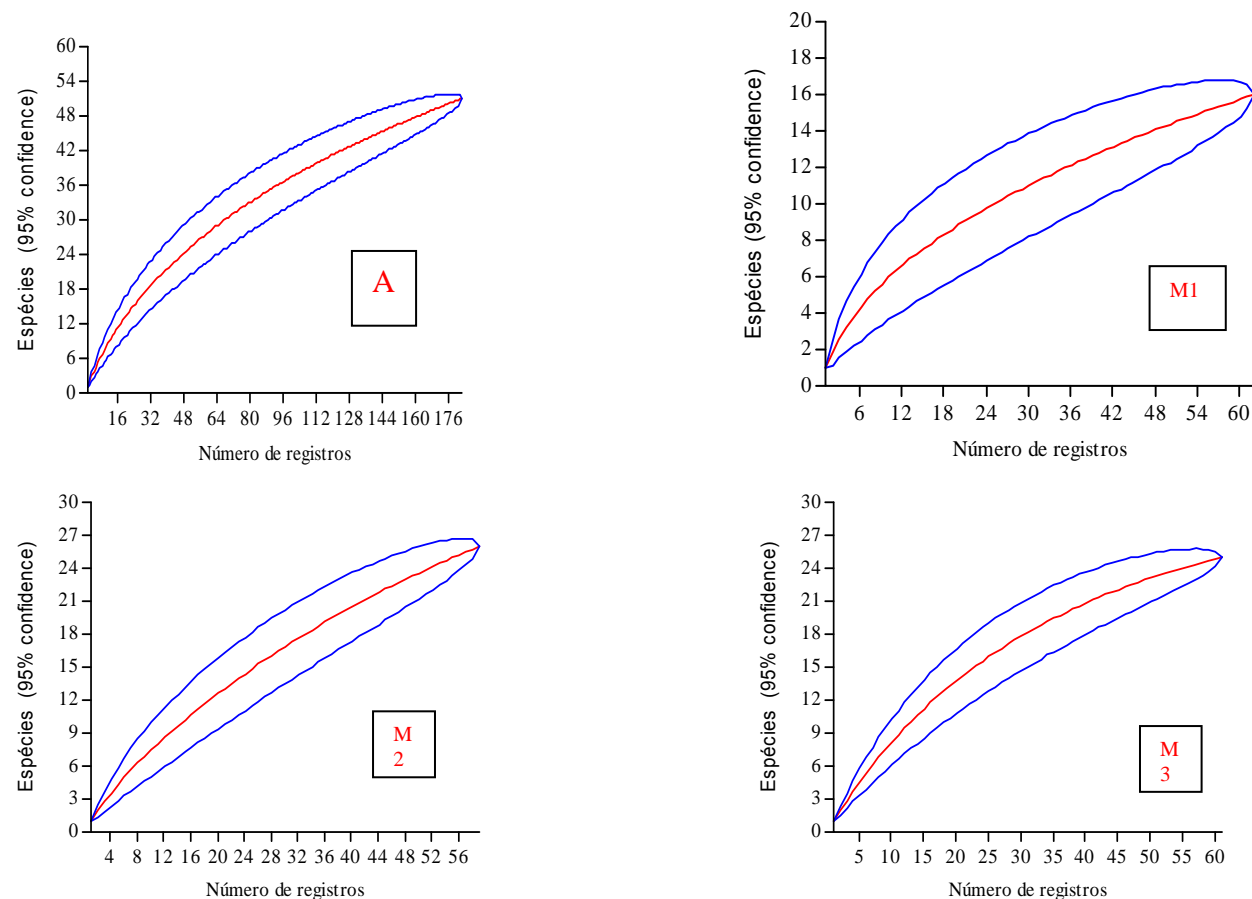 Espécies (95% confidence)
60
54
48
42
36
30
24
18
12
6
0
A
16 32 48 64 80 96 112 128 144 160 176
Número de registros
Espécies (95% confidence)
20
18
16
14
12
10
8
6
4
2
0
M1
6 12 18 24 30 36 42 48 54 60
Número de registros
Espécies (95% confidence)
30
27
24
21
18
15
12
9
6
3
0
M
2
4 8 12 16 20 24 28 32 36 40 44 48 52 56
Número de registros
Espécies (95% confidence)
30
27
24
21
18
15
12
9
6
3
0
M
3
5 10 15 20 25 30 35 40 45 50 55 60
Número de registros